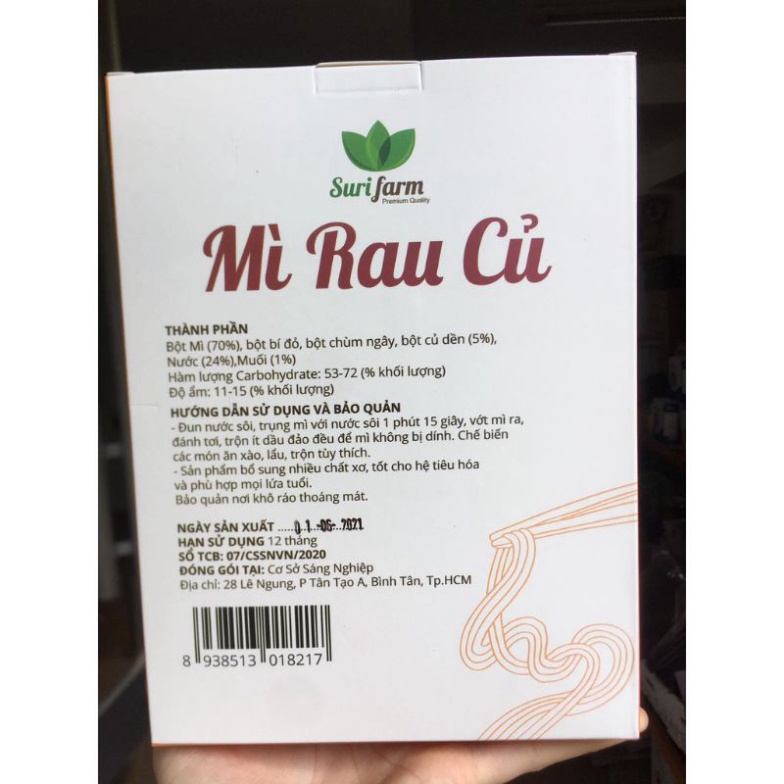 Suri farm
Premium Quality
Mì Rau Củ
THÀNH PHẦN
Bột Mì (70%), bột bí đỏ, bột chùm ngây, bột củ dền (5%),
Nước (24%),Muối (1%)
Hàm lượng Carbohydrate: 53-72 (% khối lượng)
Độ ẩm: 11-15 (% khối lượng)
HƯỚNG DẪN SỬ DỤNG VÀ BẢO QUẢN
- Đun nước sôi, trụng mì với nước sôi 1 phút 15 giây, vớt mì ra,
đánh tơi, trộn ít dầu đảo đều để mì không bị dính. Chế biến
các món ăn xào, lẩu, trộn tùy thích.
- Sản phẩm bổ sung nhiều chất xơ, tốt cho hệ tiêu hóa
và phù hợp mọi lứa tuổi.
Bảo quản nơi khô ráo thoáng mát.
NGÀY SẢN XUẤT .....01-06-2021
HẠN SỬ DỤNG 12 tháng
SỐ TCB: 07/CSSNVN/2020
ĐÓNG GÓI TẠI: Cơ Sở Sáng Nghiệp
Địa chỉ: 28 Lê Ngung, P Tân Tạo A, Bình Tân, Tp.HCM
8 938513 018217